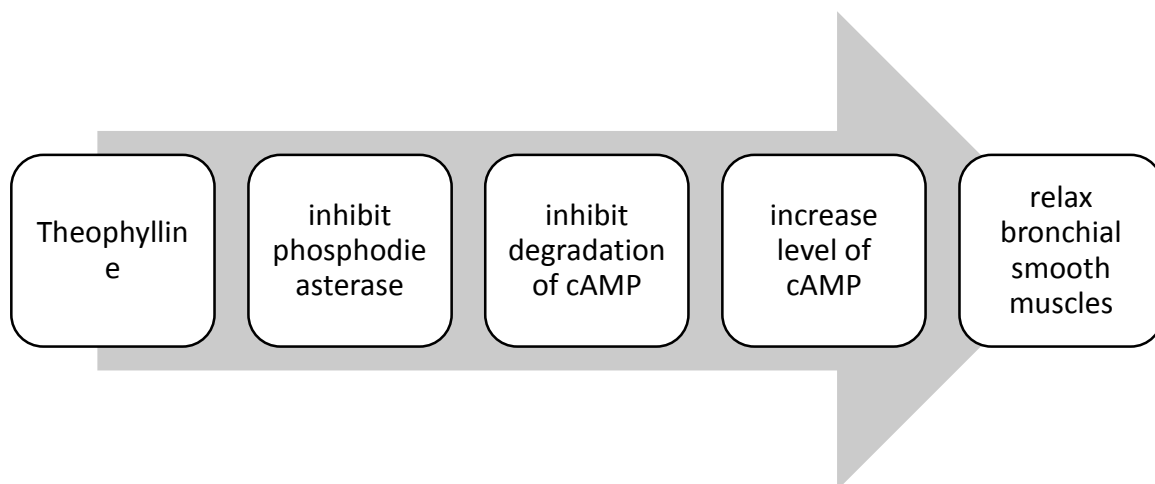 Theophyllin
e
inhibit
phosphodie
asterase
inhibit
degradation
of cAMP
increase
level of
cAMP
relax
bronchial
smooth
muscles